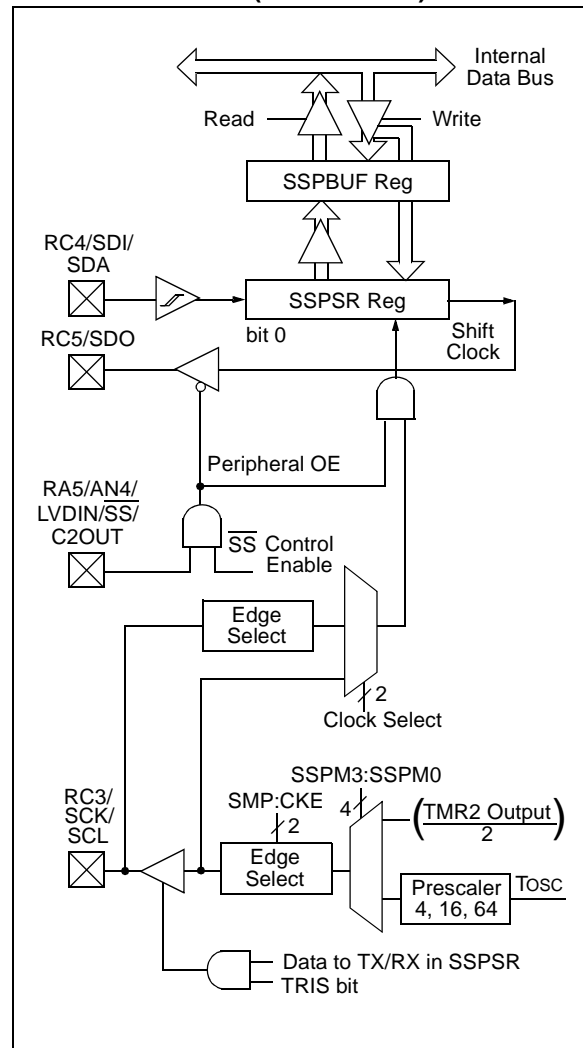 Internal
Data Bus
Read
Write
SSPBUF Reg
RC4/SDI/
SDA
SSPSR Reg
bit 0
Shift
Clock
RC5/SDO
Peripheral OE
RA5/AN4/
LVDIN/SS/
C2OUT
SS Control
Enable
Edge
Select
2
Clock Select
SSPM3:SSPM0
SMP:CKE
4
2
RC3/
SCK/
SCL
Edge
Select
(TMR2 Output)
2
Prescaler
4, 16, 64
TOSC
Data to TX/RX in SSPSR
TRIS bit